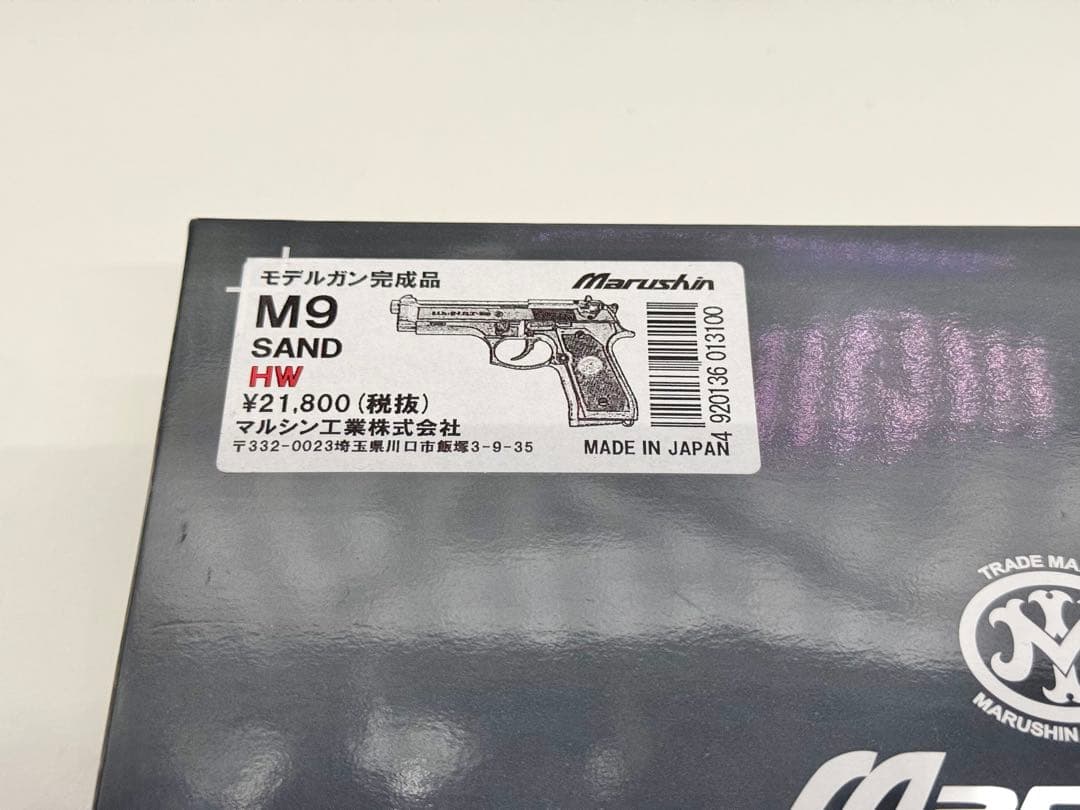 モデルガン完成品
Marushin
M9
SAND
HW
¥21,800(税抜)
マルシン工業株式会社
〒332-0023埼玉県川口市飯塚3-9-35
MADE IN JAPAN
4 920136 013100
TRADE MA
M
MARUSHIN